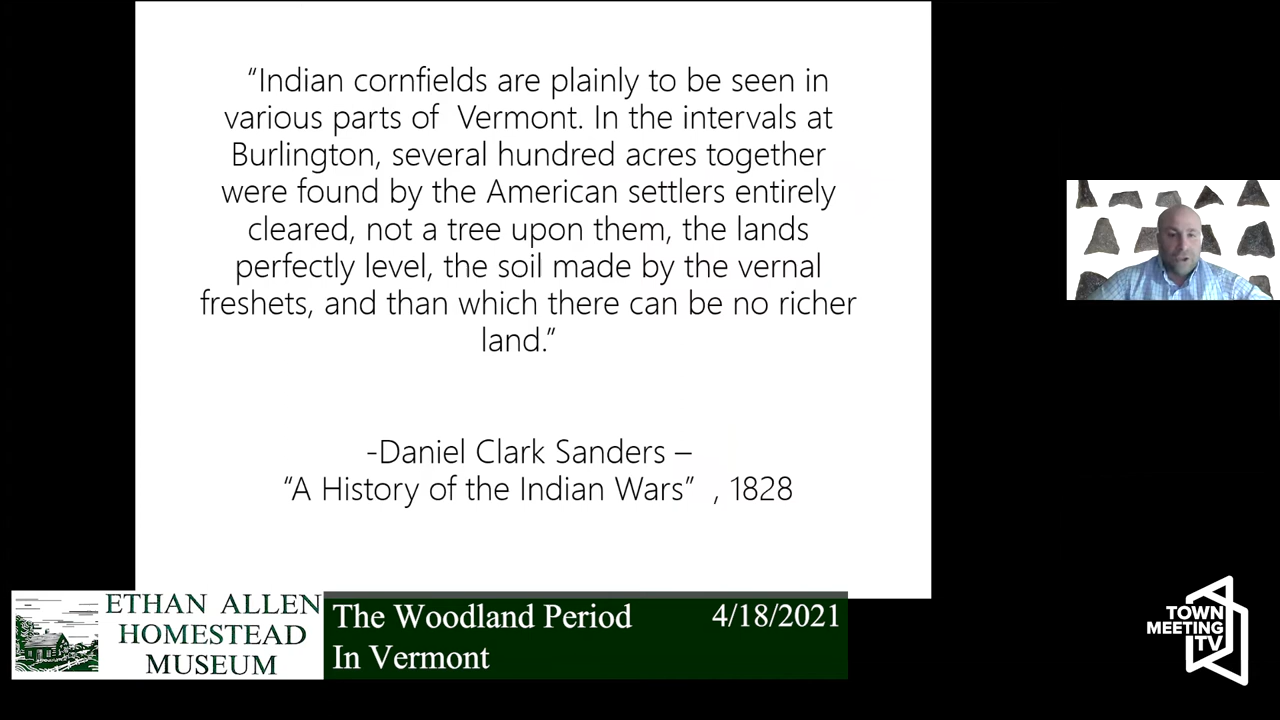 “Indian cornfields are plainly to be seen in
various parts of Vermont. In the intervals at
Burlington, several hundred acres together
were found by the American settlers entirely
cleared, not a tree upon them, the lands
perfectly level, the soil made by the vernal
freshets, and than which there can be no richer
land.”
-Daniel Clark Sanders –
“A History of the Indian Wars” , 1828
ETHAN ALLEN
HOMESTEAD
MUSEUM
The Woodland Period 4/18/2021
In Vermont
TOWN
MEETING
TV